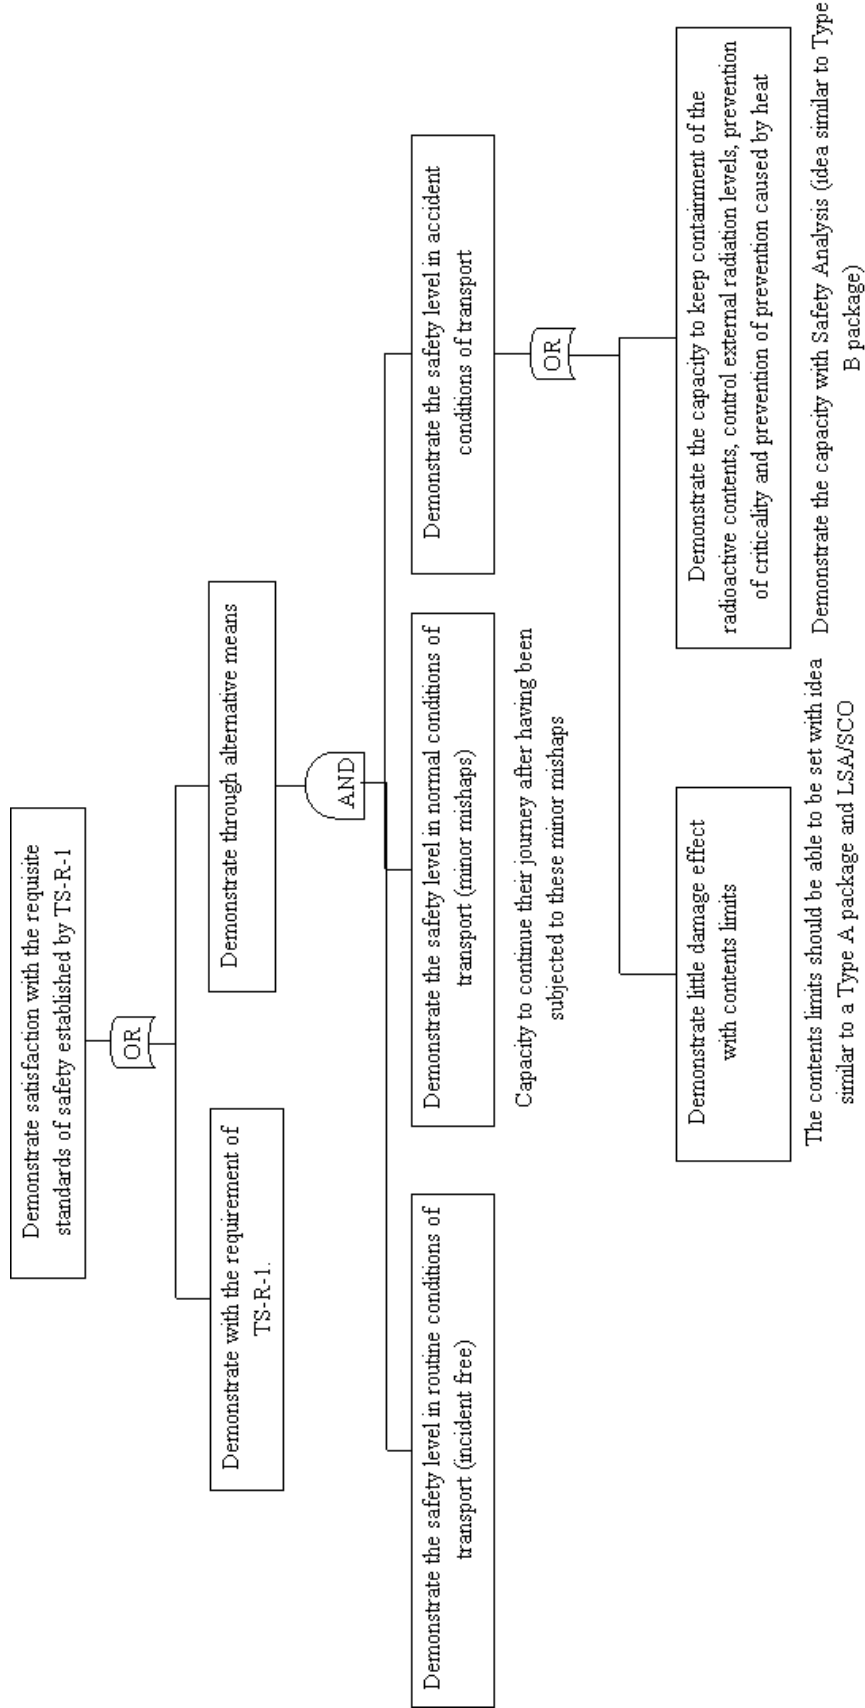 Demonstrate satisfaction with the requisite
standards of safety established by TS-R-1
OR
Demonstrate with the requirement of
TS-R-1.
Demonstrate through alternative means
AND
Demonstrate the safety level in routine conditions of
transport (incident free)
Demonstrate the safety level in normal conditions of
transport (minor mishaps)
Capacity to continue their journey after having been
subjected to these minor mishaps
Demonstrate the safety level in accident
conditions of transport
OR
Demonstrate little damage effect
with contents limits
The contents limits should be able to be set with idea
similar to a Type A package and LSA/SCO
Demonstrate the capacity to keep containment of the
radioactive contents, control external radiation levels, prevention
of criticality and prevention of prevention caused by heat
Demonstrate the capacity with Safety Analysis (idea similar to Type
B package)